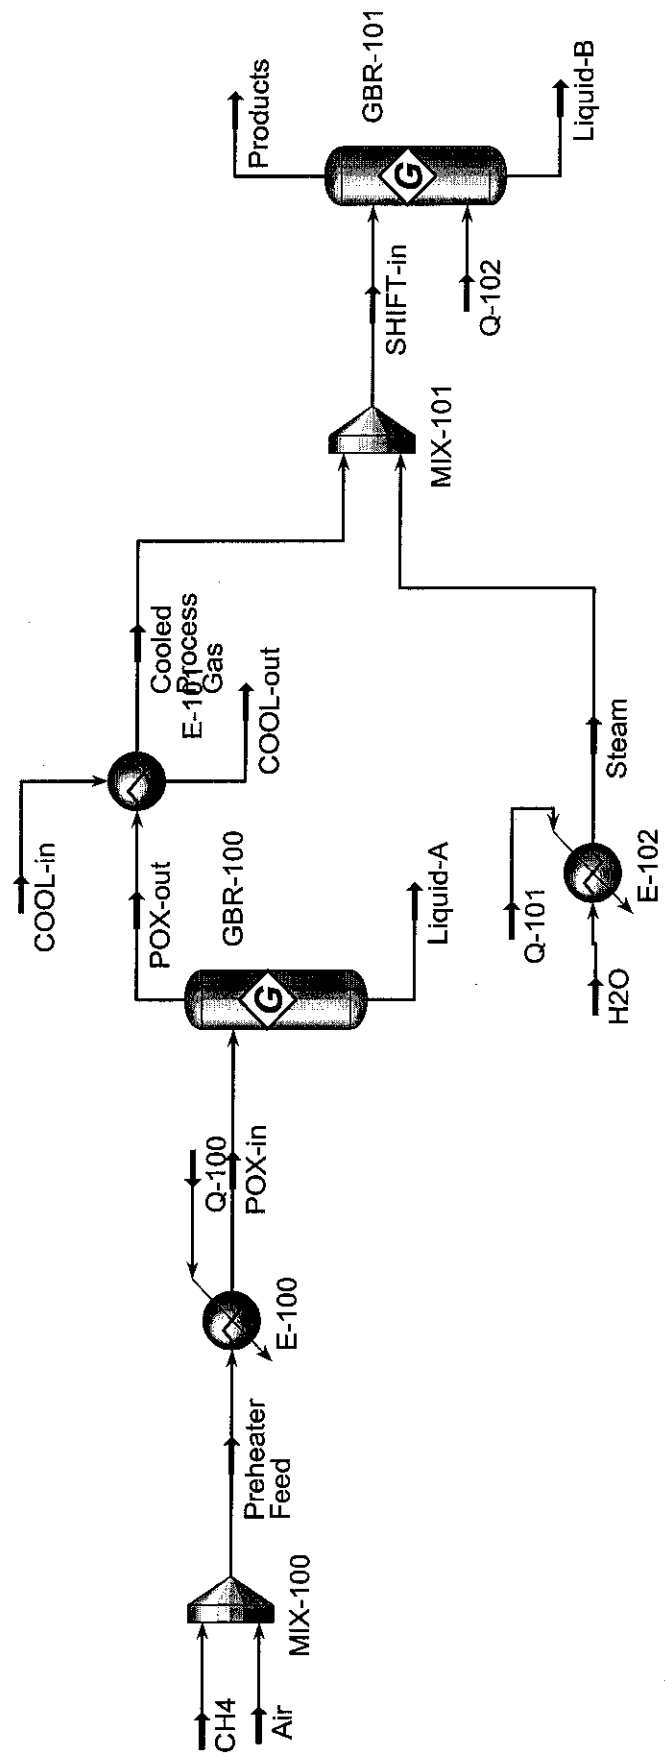 CH4
Air
MIX-100
Preheater
Feed
E-100
Q-100
POX-in
G
GBR-100
POX-out
Liquid-A
COOL-in
E-101
COOL-out
Cooled
Process
Gas
H2O
Q-101
E-102
Steam
MIX-101
SHIFT-in
Q-102
G
GBR-101
Products
Liquid-B